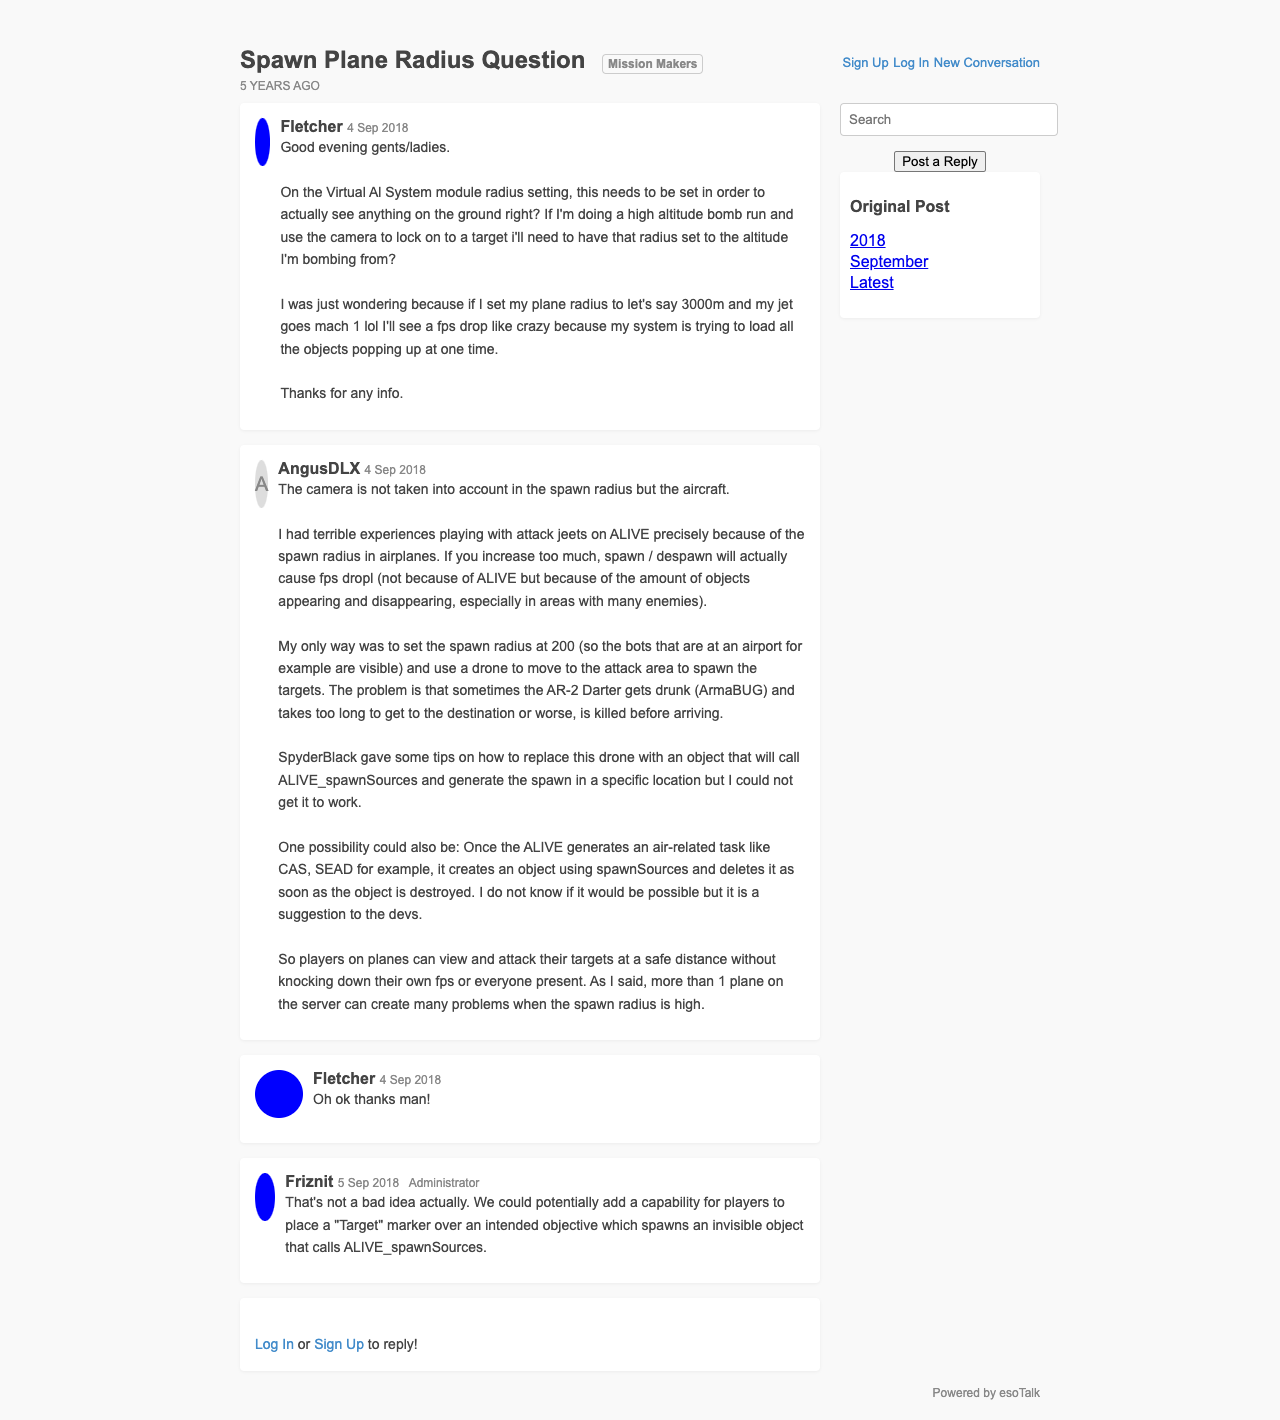 Spawn Plane Radius Question Mission Makers
5 YEARS AGO
Sign Up Log In New Conversation
Fletcher 4 Sep 2018
Good evening gents/ladies.
On the Virtual AI System module radius setting, this needs to be set in order to
actually see anything on the ground right? If I'm doing a high altitude bomb run and
use the camera to lock on to a target i'll need to have that radius set to the altitude
I'm bombing from?
I was just wondering because if I set my plane radius to let's say 3000m and my jet
goes mach 1 lol I'll see a fps drop like crazy because my system is trying to load all
the objects popping up at one time.
Thanks for any info.
A
AngusDLX 4 Sep 2018
The camera is not taken into account in the spawn radius but the aircraft.
I had terrible experiences playing with attack jeets on ALIVE precisely because of the
spawn radius in airplanes. If you increase too much, spawn / despawn will actually
cause fps dropl (not because of ALIVE but because of the amount of objects
appearing and disappearing, especially in areas with many enemies).
My only way was to set the spawn radius at 200 (so the bots that are at an airport for
example are visible) and use a drone to move to the attack area to spawn the
targets. The problem is that sometimes the AR-2 Darter gets drunk (ArmaBUG) and
takes too long to get to the destination or worse, is killed before arriving.
SpyderBlack gave some tips on how to replace this drone with an object that will call
ALIVE_spawnSources and generate the spawn in a specific location but I could not
get it to work.
One possibility could also be: Once the ALIVE generates an air-related task like
CAS, SEAD for example, it creates an object using spawnSources and deletes it as
soon as the object is destroyed. I do not know if it would be possible but it is a
suggestion to the devs.
So players on planes can view and attack their targets at a safe distance without
knocking down their own fps or everyone present. As I said, more than 1 plane on
the server can create many problems when the spawn radius is high.
Fletcher 4 Sep 2018
Oh ok thanks man!
Friznit 5 Sep 2018 Administrator
That's not a bad idea actually. We could potentially add a capability for players to
place a "Target" marker over an intended objective which spawns an invisible object
that calls ALIVE_spawnSources.
Log In or Sign Up to reply!
Search
Post a Reply
Original Post
2018
September
Latest
Powered by esoTalk